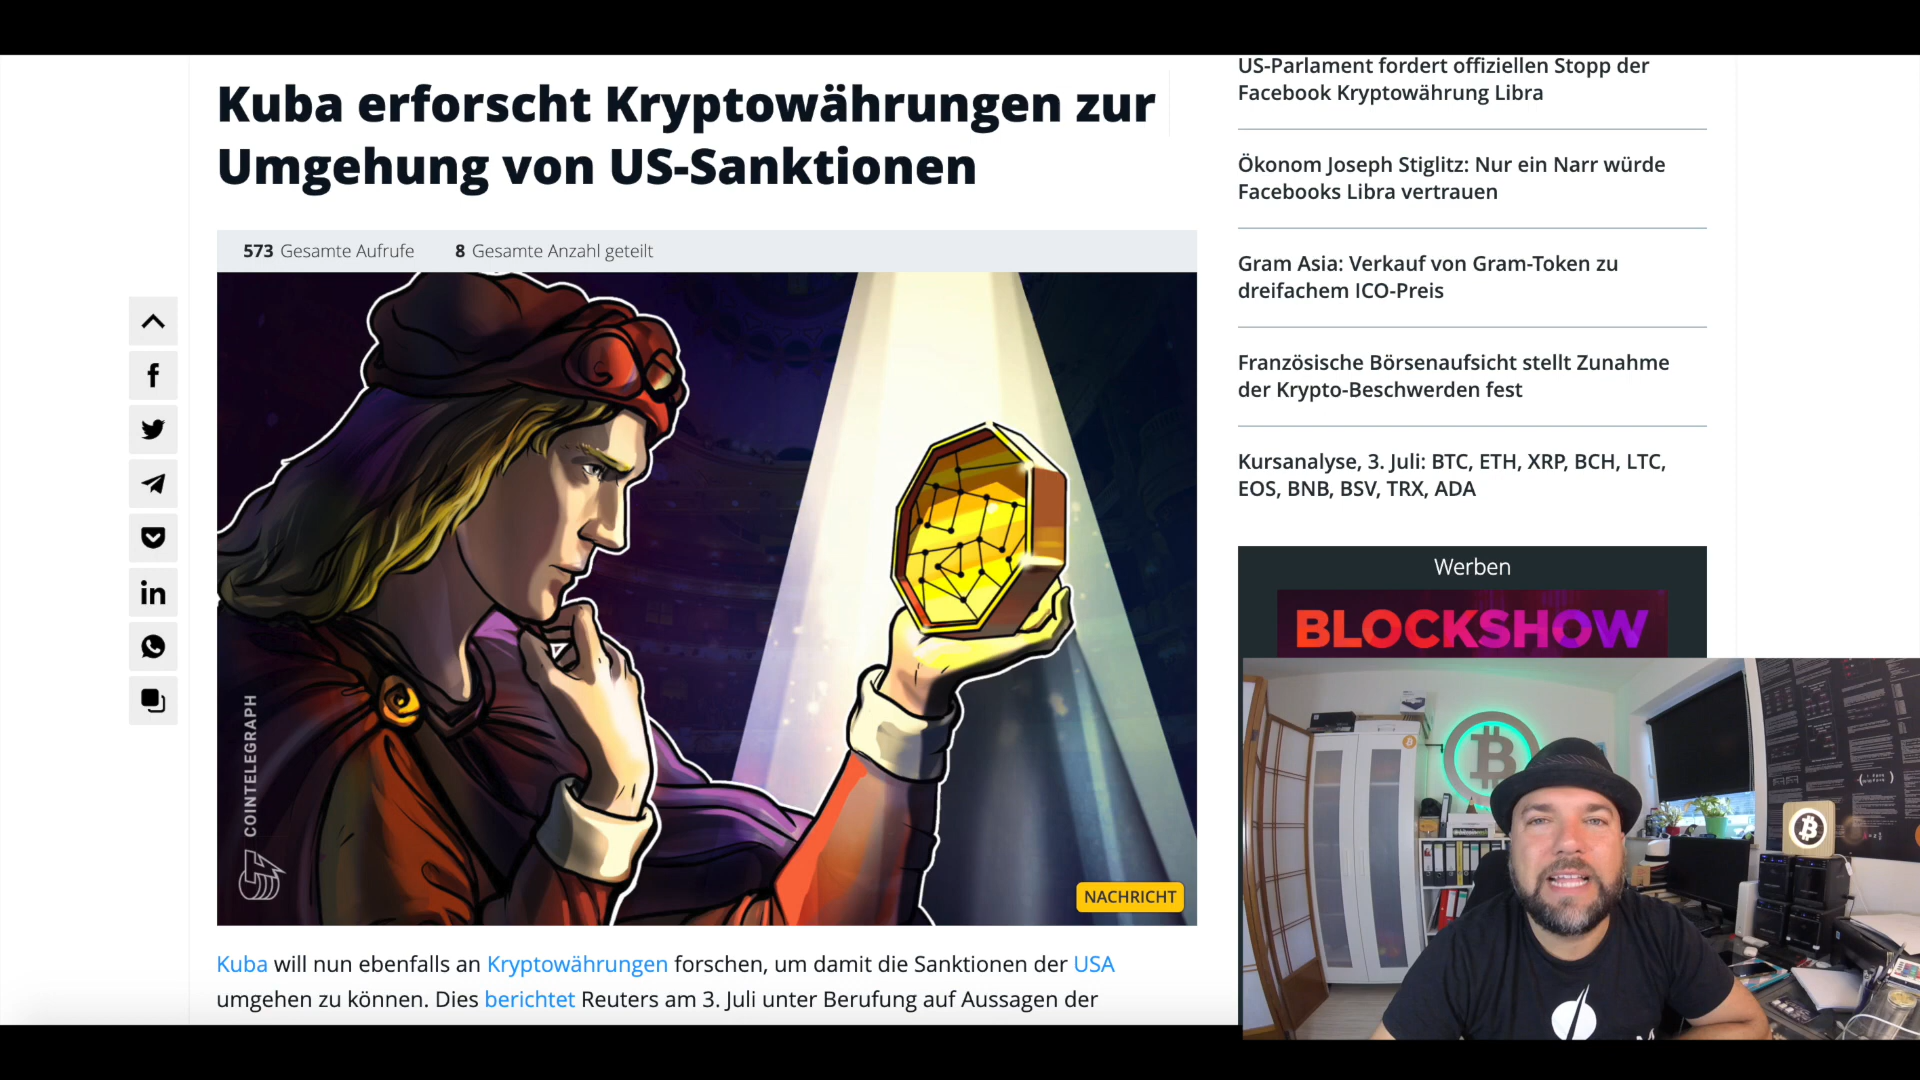 Kuba erforscht Kryptowährungen zur
Umgehung von US-Sanktionen
573 Gesamte Aufrufe 8 Gesamte Anzahl geteilt
COINTELEGRAPH
NACHRICHT
Kuba will nun ebenfalls an Kryptowährungen forschen, um damit die Sanktionen der USA
umgehen zu können. Dies berichtet Reuters am 3. Juli unter Berufung auf Aussagen der
US-Parlament fordert offiziellen Stopp der
Facebook Kryptowährung Libra
Ökonom Joseph Stiglitz: Nur ein Narr würde
Facebooks Libra vertrauen
Gram Asia: Verkauf von Gram-Token zu
dreifachem ICO-Preis
Französische Börsenaufsicht stellt Zunahme
der Krypto-Beschwerden fest
Kursanalyse, 3. Juli: BTC, ETH, XRP, BCH, LTC,
EOS, BNB, BSV, TRX, ADA
Werben
BLOCKSHOW